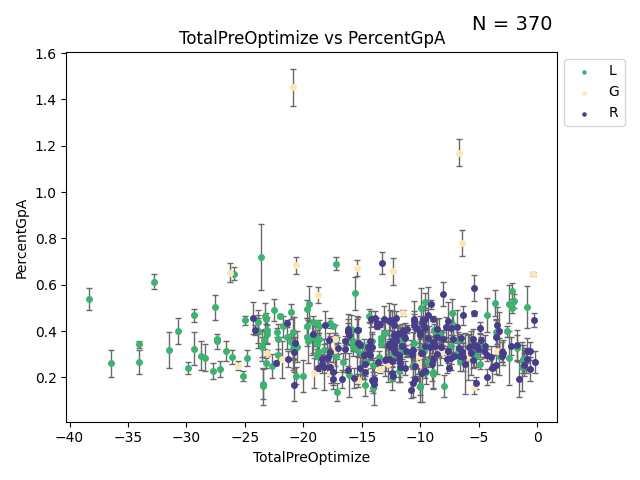 N = 370
TotalPreOptimize vs PercentGpA
1.6
1.4
1.2
1.0
0.8
0.6
0.4
0.2
PercentGpA
L
G
R
−40 −35 −30 −25 −20 −15 −10 −5 0
TotalPreOptimize